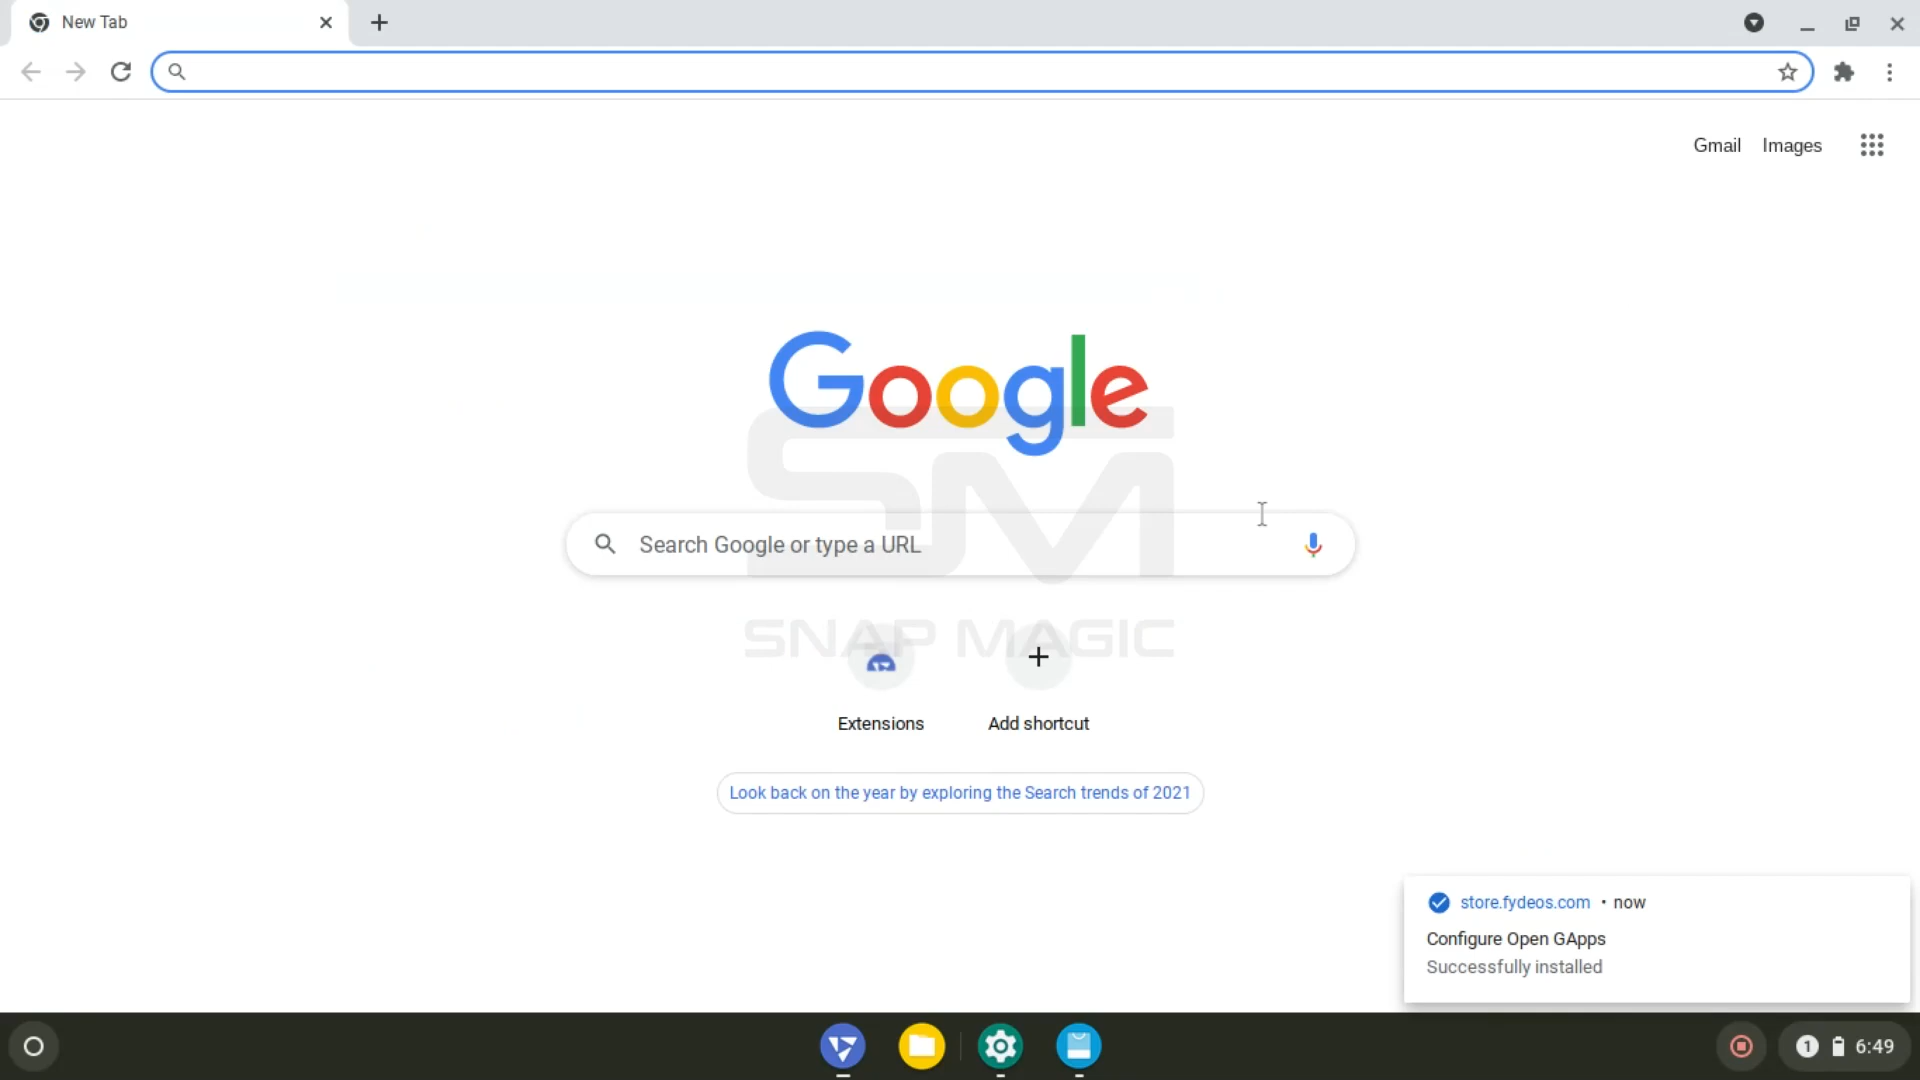 New Tab
Gmail Images
Google
SM
Search Google or type a URL
SNAP MAGIC
Extensions Add shortcut
Look back on the year by exploring the Search trends of 2021
store.fydeos.com • now
Configure Open GApps
Successfully installed
1 6:49